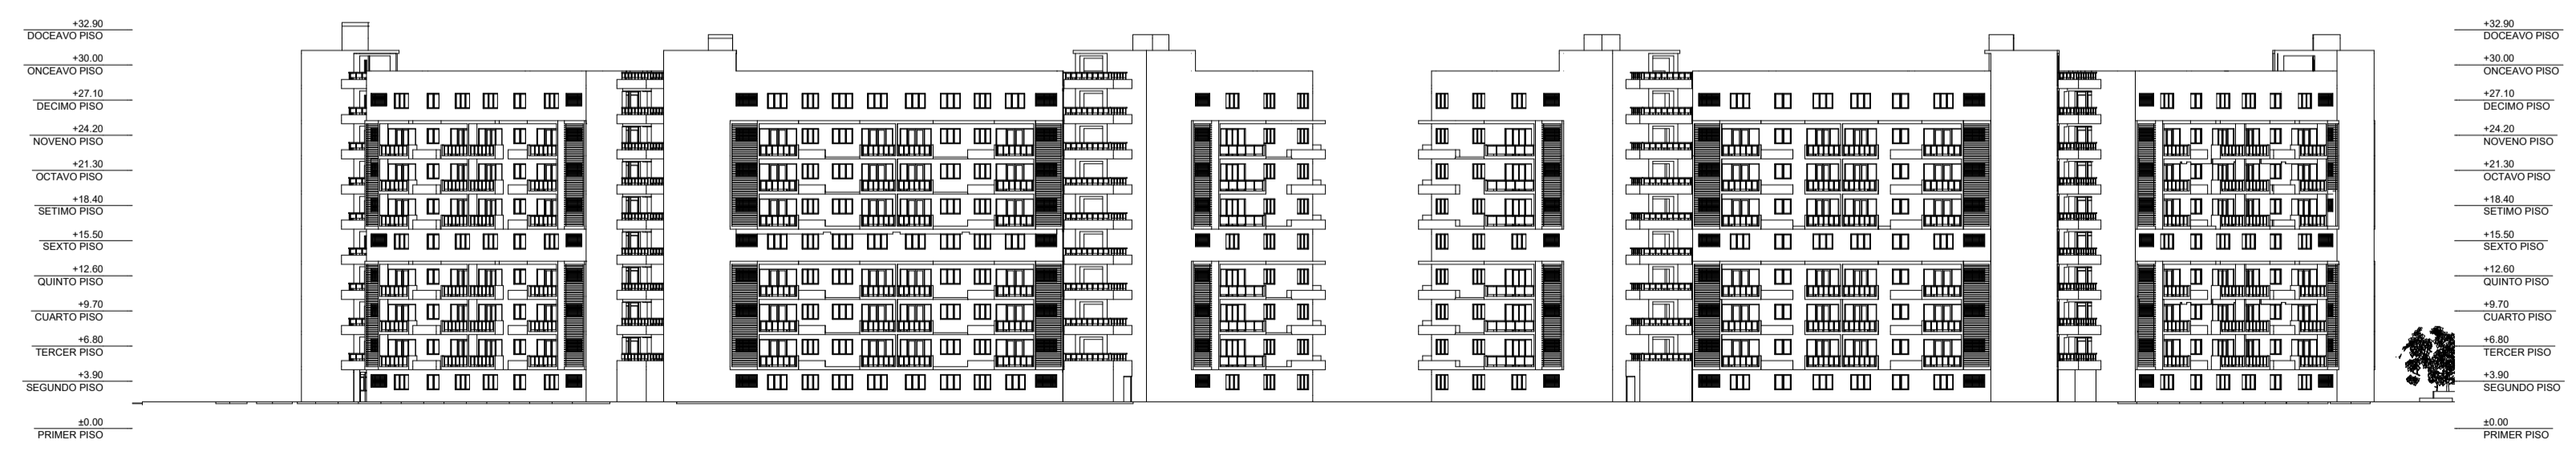 +32.90
DOCEAVO PISO
+30.00
ONCEAVO PISO
+27.10
DECIMO PISO
+24.20
NOVENO PISO
+21.30
OCTAVO PISO
+18.40
SETIMO PISO
+15.50
SEXTO PISO
+12.60
QUINTO PISO
+9.70
CUARTO PISO
+6.80
TERCER PISO
+3.90
SEGUNDO PISO
±0.00
PRIMER PISO
+32.90
DOCEAVO PISO
+30.00
ONCEAVO PISO
+27.10
DECIMO PISO
+24.20
NOVENO PISO
+21.30
OCTAVO PISO
+18.40
SETIMO PISO
+15.50
SEXTO PISO
+12.60
QUINTO PISO
+9.70
CUARTO PISO
+6.80
TERCER PISO
+3.90
SEGUNDO PISO
±0.00
PRIMER PISO